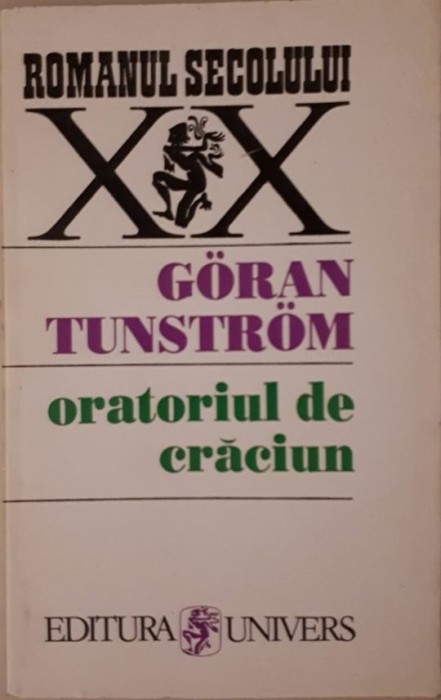 ROMANUL SECOLULUI
XX
GÖRAN
TUNSTRÖM
oratoriul de
crăciun
EDITURA UNIVERS